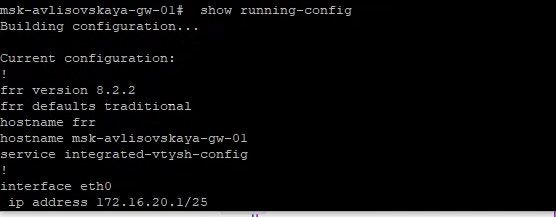 msk-avlisovskaya-gw-01#  show running-config
Building configuration...
Current configuration:
!
frr version 8.2.2
frr defaults traditional
hostname frr
hostname msk-avlisovskaya-gw-01
service integrated-vtysh-config
!
interface eth0
 ip address 172.16.20.1/25